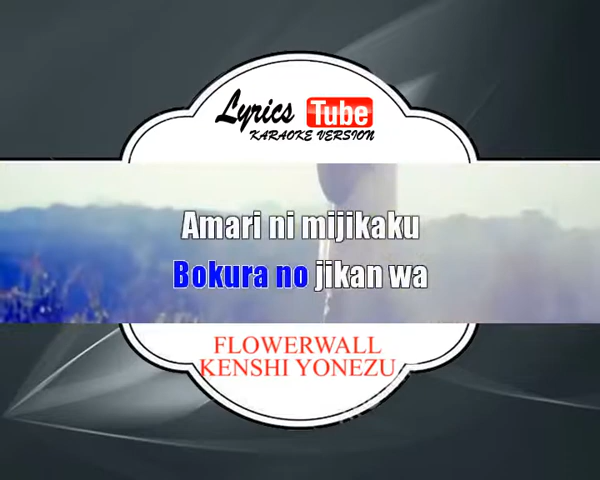 Lyrics Tube
KARAOKE VERSION
Amari ni mijikaku
Bokura no jikan wa
FLOWERWALL
KENSHI YONEZU